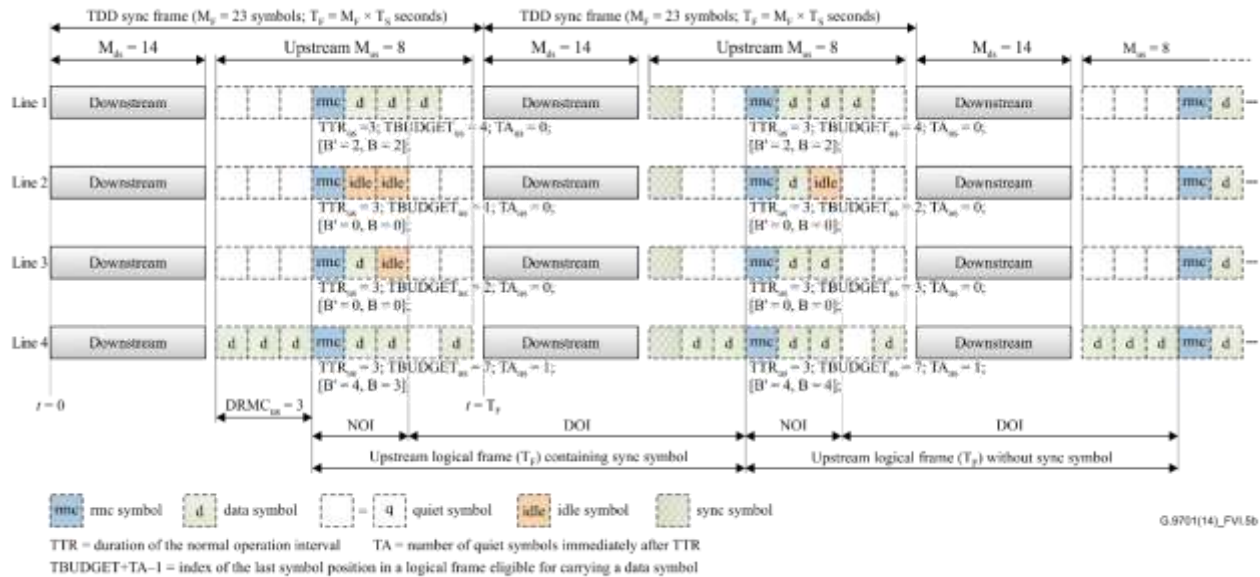 TDD sync frame (MF = 23 symbols; TF = MF × TS seconds) TDD sync frame (MF = 23 symbols; TF = MF × TS seconds)
Mds = 14 Upstream Mus = 8 Mds = 14 Upstream Mus = 8 Mds = 14 Mus = 8
Line 1 Downstream rmc d d d Downstream rmc d d d Downstream rmc d
TTRus =3; TBUDGETus = 4; TAus = 0; TTRus = 3; TBUDGETus = 4; TAus = 0;
[B' = 2, B = 2]; [B' = 2, B = 2];
Line 2 Downstream rmc idle idle Downstream rmc d idle Downstream rmc d
TTRus = 3; TBUDGETus = 1; TAus = 0; TTRus = 3; TBUDGETus = 2; TAus = 0;
[B' = 0, B = 0]; [B' = 0, B = 0];
Line 3 Downstream rmc d idle Downstream rmc d d Downstream rmc d
TTRus = 3; TBUDGETus = 2; TAus = 0; TTRus = 3; TBUDGETus = 3; TAus = 0;
[B' = 0, B = 0]; [B' = 0, B = 0];
Line 4 Downstream d d d rmc d d d Downstream d d rmc d d d Downstream d d d rmc d
TTRus = 3; TBUDGETus = 7; TAus = 1; TTRus = 3; TBUDGETus = 7; TAus = 1;
[B' = 4, B = 3]; [B' = 4, B = 4];
t = 0 DRMCus = 3 t = TF
NOI DOI NOI DOI
Upstream logical frame (TF) containing sync symbol Upstream logical frame (TF) without sync symbol
rmc rmc symbol d data symbol = q quiet symbol idle idle symbol sync symbol
G.9701(14)_FVI.5b
TTR = duration of the normal operation interval TA = number of quiet symbols immediately after TTR
TBUDGET+TA–1 = index of the last symbol position in a logical frame eligible for carrying a data symbol